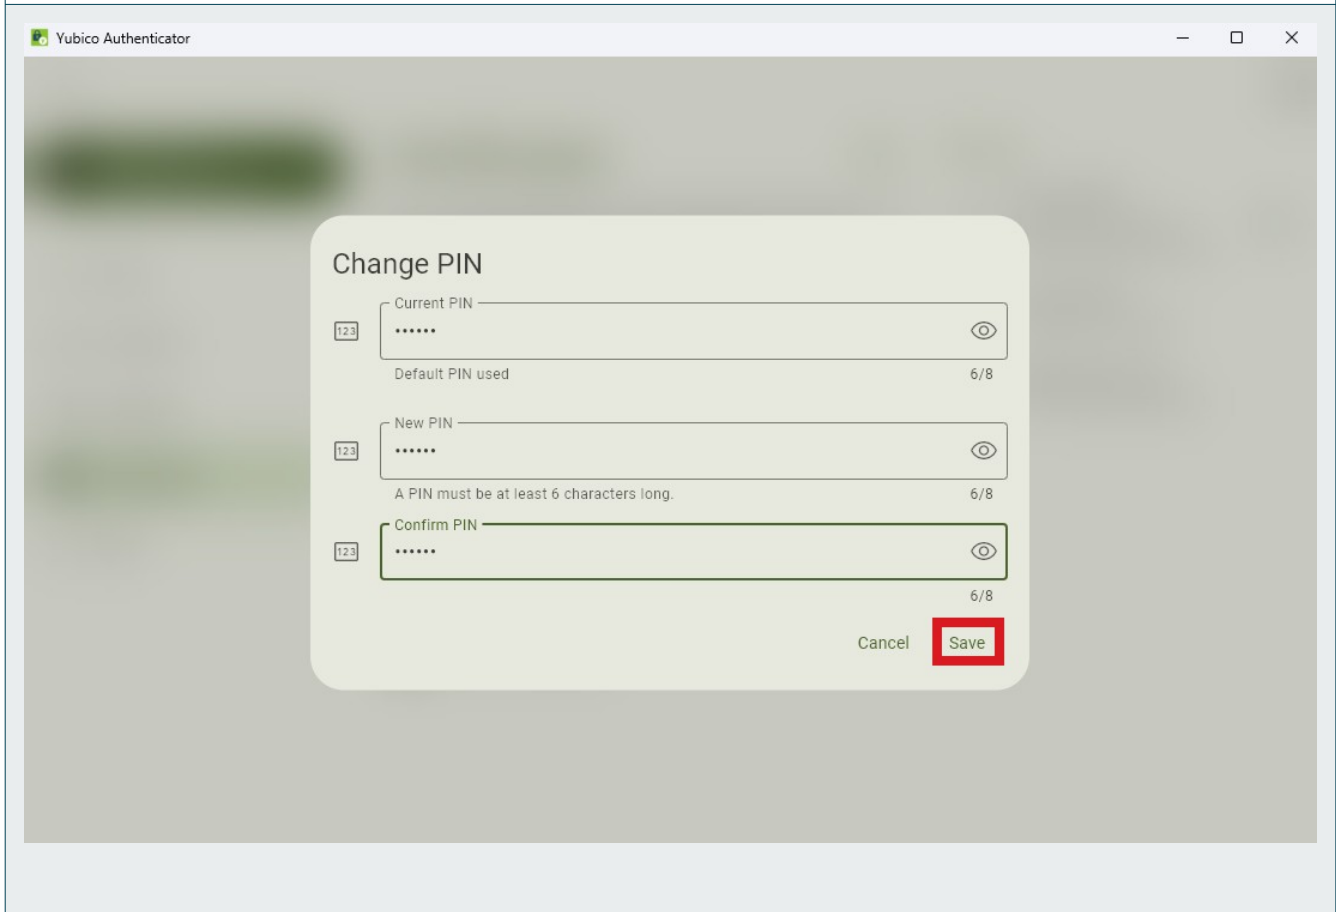 Yubico Authenticator
Change PIN
Current PIN
123
••••••
Default PIN used 6/8
New PIN
123
••••••
A PIN must be at least 6 characters long. 6/8
Confirm PIN
123
••••••
6/8
Cancel Save